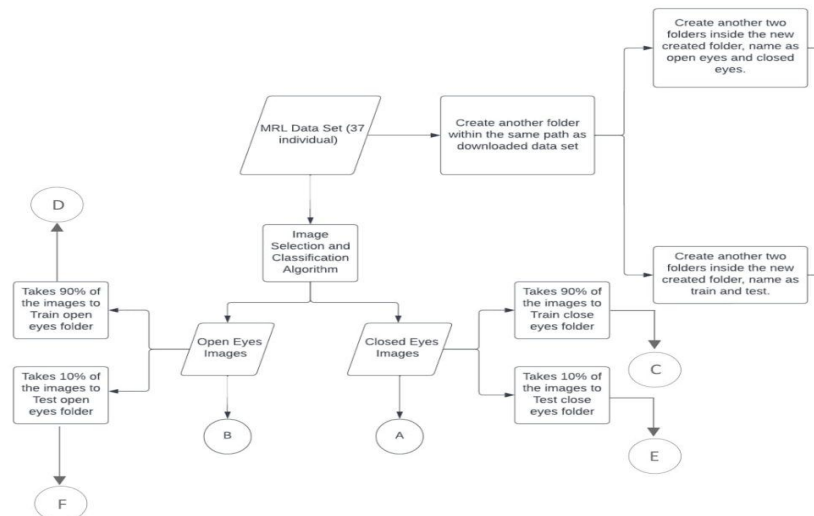 Create another two
folders inside the new
created folder, name as
open eyes and closed
eyes.
MRL Data Set (37
individual)
Create another folder
within the same path as
downloaded data set
D
Image
Selection and
Classification
Algorithm
Create another two
folders inside the new
created folder, name as
train and test.
Takes 90% of
the images to
Train open
eyes folder
Open Eyes
Images
Closed Eyes
Images
Takes 90% of
the images to
Train close
eyes folder
C
Takes 10% of
the images to
Test open
eyes folder
B
A
Takes 10% of
the images to
Test close
eyes folder
E
F